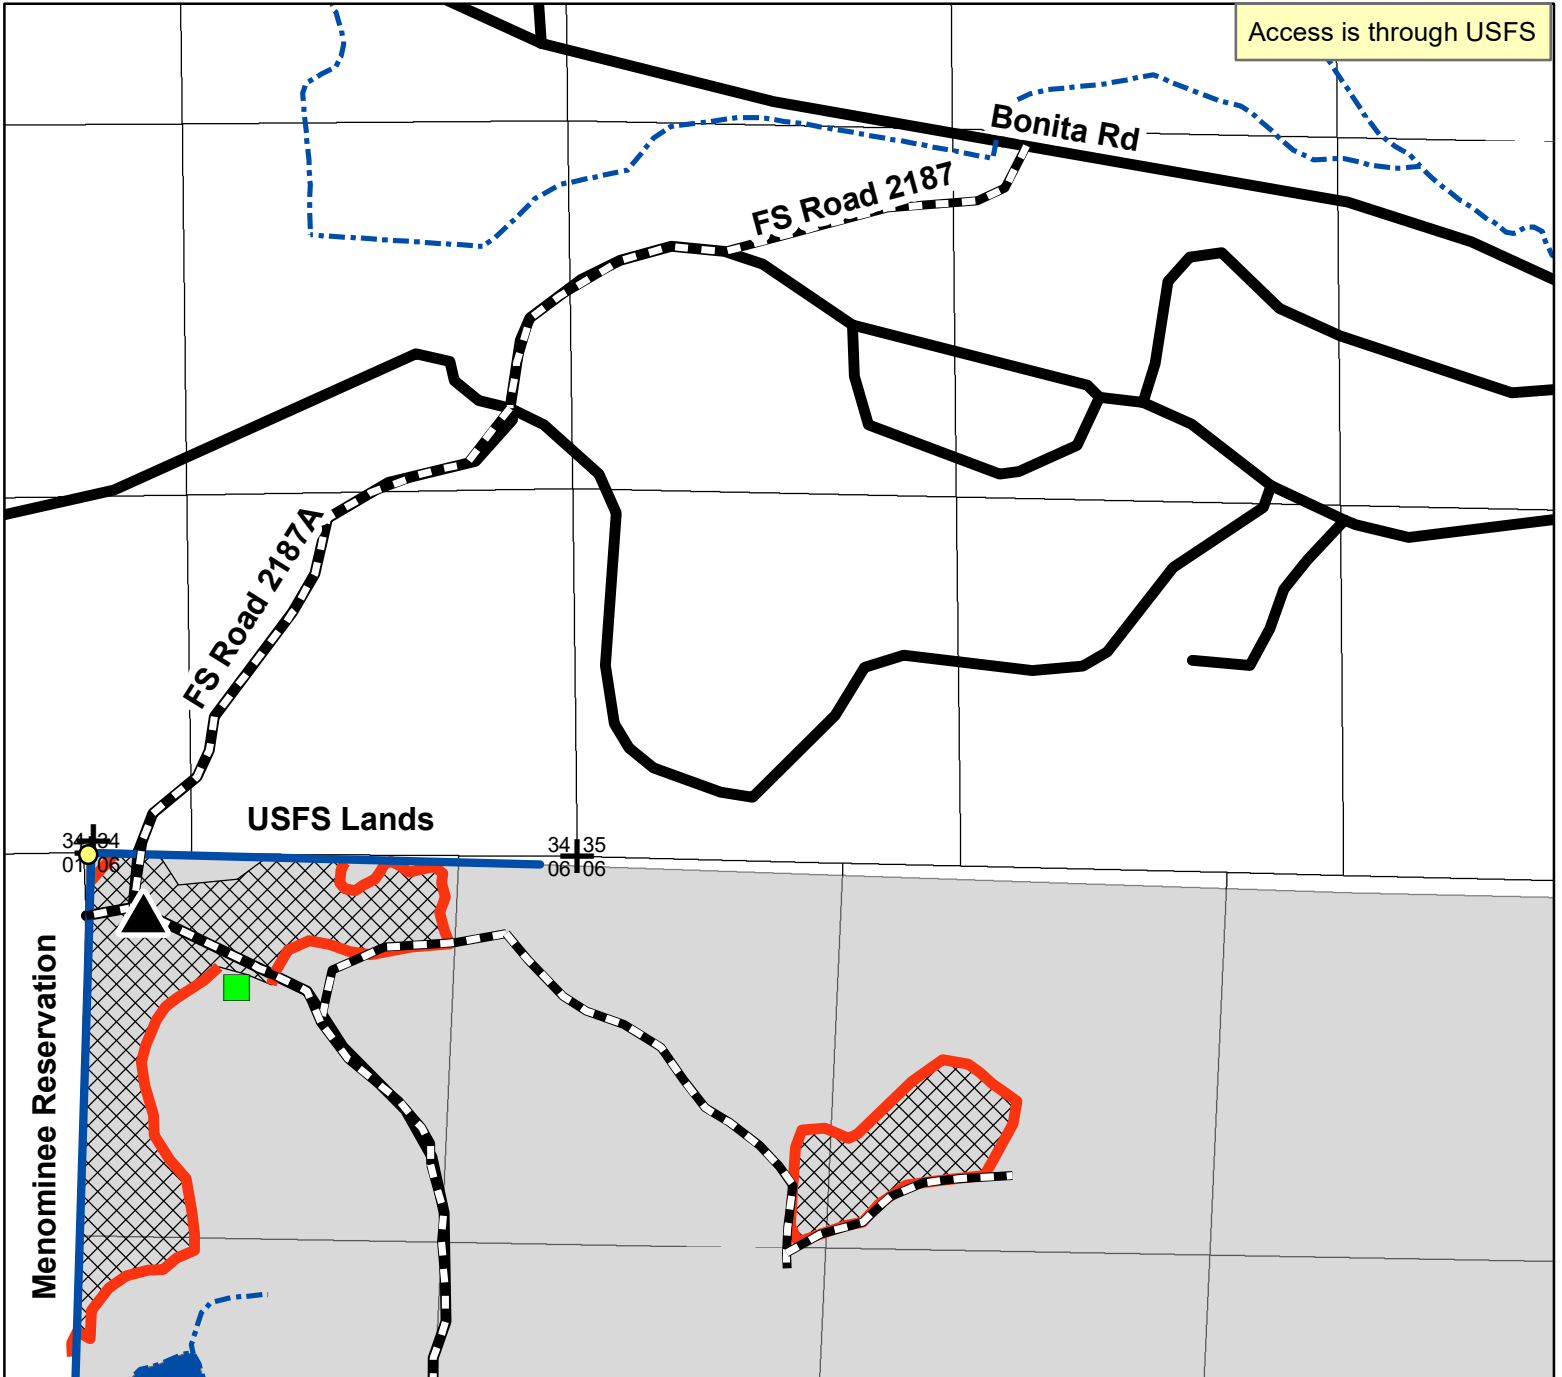 Access is through USFS
Bonita Rd
FS Road 2187
FS Road 2187A
USFS Lands
34 34
01 06
34 35
06 06
Menominee Reservation